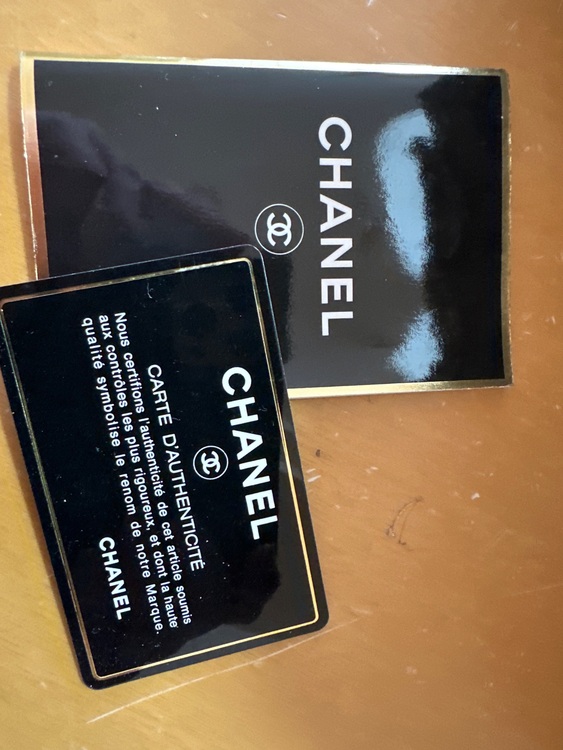 CHANEL
CHANEL
CARTE D'AUTHENTICITÉ
Nous certifions l'authenticité de cet article soumis
aux contrôles les plus rigoureux, et dont la haute
qualité symbolise le renom de notre Marque.
CHANEL